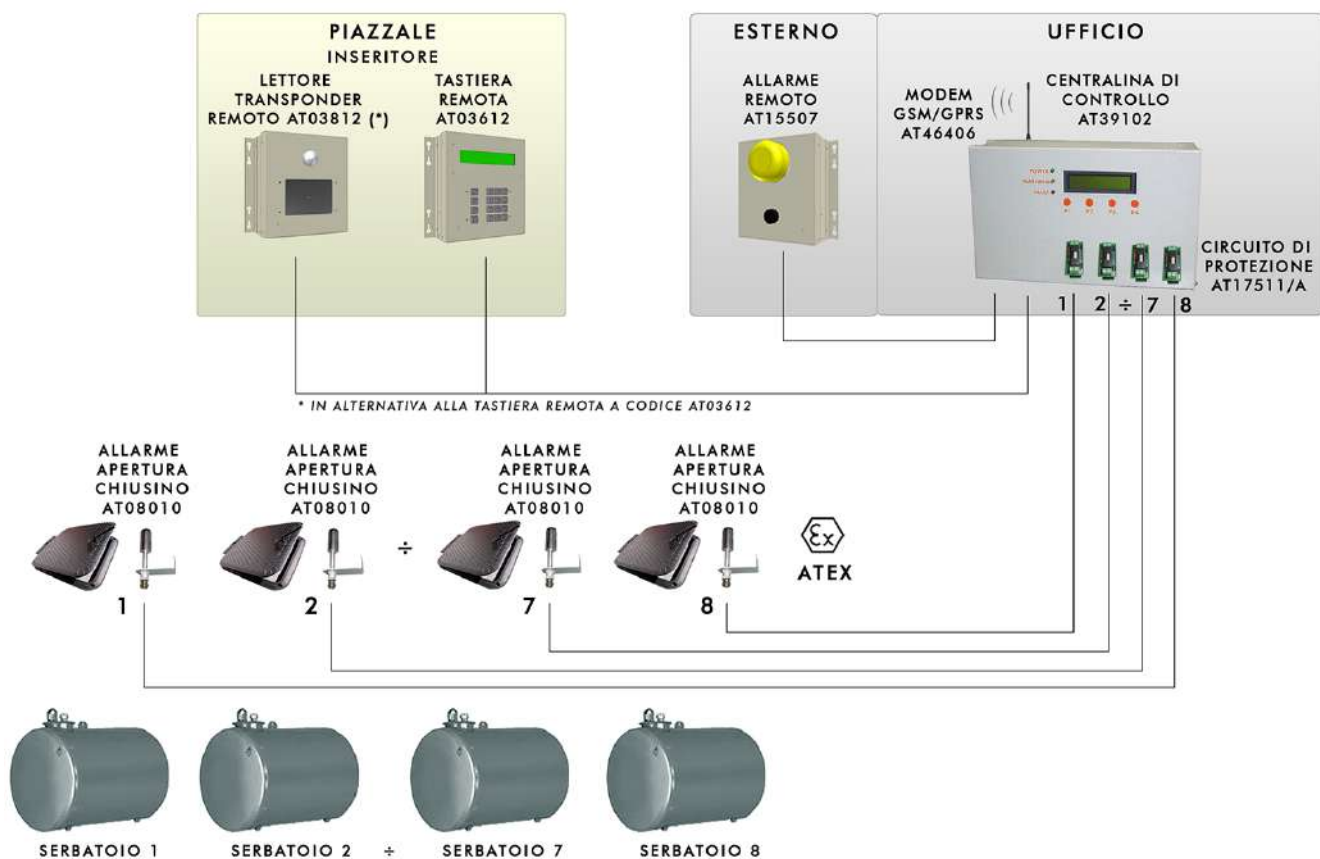 PIAZZALE
INSERITORE
LETTORE
TRANSPONDER
REMOTO AT03812 (*)
TASTIERA
REMOTA
AT03612
ESTERNO
ALLARME
REMOTO
AT15507
UFFICIO
MODEM
GSM/GPRS
AT46406
CENTRALINA DI
CONTROLLO
AT39102
CIRCUITO DI
PROTEZIONE
AT17511/A
1 2 ÷ 7 8
* IN ALTERNATIVA ALLA TASTIERA REMOTA A CODICE AT03612
ALLARME
APERTURA
CHIUSINO
AT08010
1
ALLARME
APERTURA
CHIUSINO
AT08010
2
÷
ALLARME
APERTURA
CHIUSINO
AT08010
7
ALLARME
APERTURA
CHIUSINO
AT08010
8
Ex
ATEX
SERBATOIO 1 SERBATOIO 2 ÷ SERBATOIO 7 SERBATOIO 8